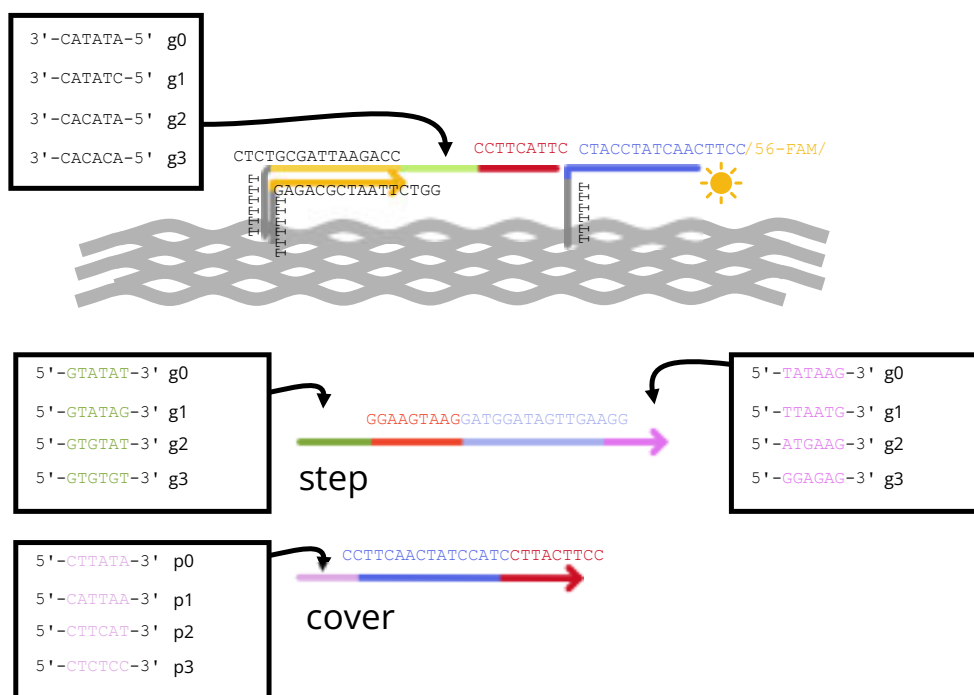 3'-CATATA-5' g0
3'-CATATC-5' g1
3'-CACATA-5' g2
3'-CACACA-5' g3
CTCTGCGATTAAGACC
CCTTCATTC
CTACCTATCAACTTCC/56-FAM/
GAGACGCTAATTCTGG
TTTTTTT
TTTTTTT
TTTTTTT
5'-GTATAT-3' g0
5'-GTATAG-3' g1
5'-GTGTAT-3' g2
5'-GTGTGT-3' g3
GGAAGTAAGGATGGATAGTTGAAGG
step
5'-TATAAG-3' g0
5'-TTAATG-3' g1
5'-ATGAAG-3' g2
5'-GGAGAG-3' g3
5'-CTTATA-3' p0
5'-CATTAA-3' p1
5'-CTTCAT-3' p2
5'-CTCTCC-3' p3
CCTTCAACTATCCATCCTTACTTCC
cover